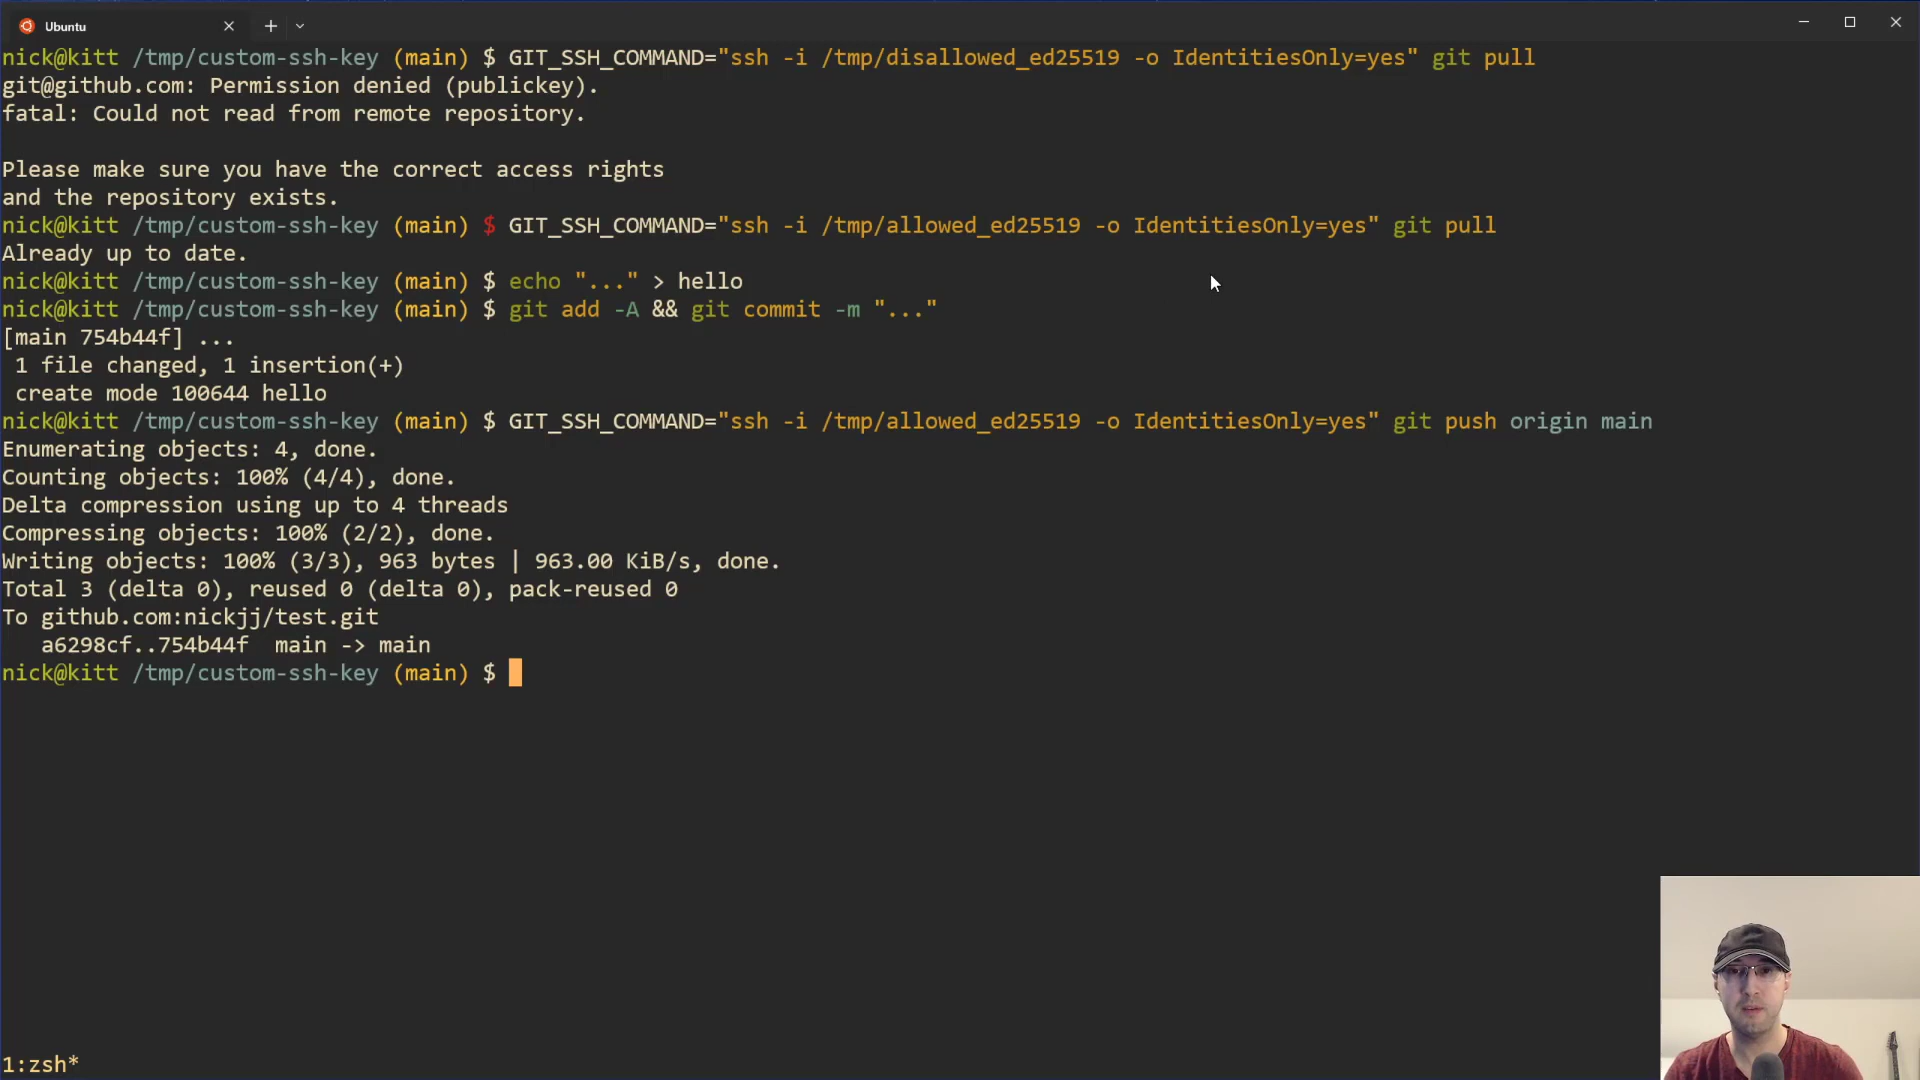 Ubuntu
nick@kitt /tmp/custom-ssh-key (main) $ GIT_SSH_COMMAND="ssh -i /tmp/disallowed_ed25519 -o IdentitiesOnly=yes" git pull
git@github.com: Permission denied (publickey).
fatal: Could not read from remote repository.
Please make sure you have the correct access rights
and the repository exists.
nick@kitt /tmp/custom-ssh-key (main) $ GIT_SSH_COMMAND="ssh -i /tmp/allowed_ed25519 -o IdentitiesOnly=yes" git pull
Already up to date.
nick@kitt /tmp/custom-ssh-key (main) $ echo "..." > hello
nick@kitt /tmp/custom-ssh-key (main) $ git add -A && git commit -m "..."
[main 754b44f] ...
 1 file changed, 1 insertion(+)
 create mode 100644 hello
nick@kitt /tmp/custom-ssh-key (main) $ GIT_SSH_COMMAND="ssh -i /tmp/allowed_ed25519 -o IdentitiesOnly=yes" git push origin main
Enumerating objects: 4, done.
Counting objects: 100% (4/4), done.
Delta compression using up to 4 threads
Compressing objects: 100% (2/2), done.
Writing objects: 100% (3/3), 963 bytes | 963.00 KiB/s, done.
Total 3 (delta 0), reused 0 (delta 0), pack-reused 0
To github.com:nickjj/test.git
   a6298cf..754b44f  main -> main
nick@kitt /tmp/custom-ssh-key (main) $
1:zsh*